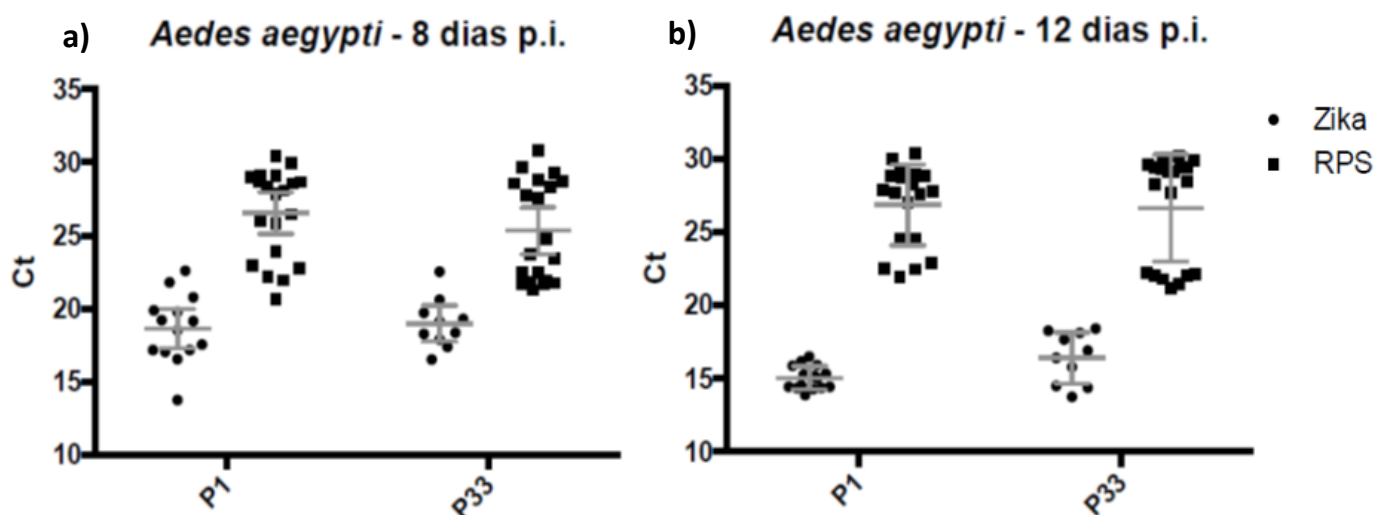 a) Aedes aegypti - 8 dias p.i.
35
30
25
20
15
10
Ct
P1
P33
b) Aedes aegypti - 12 dias p.i.
35
30
25
20
15
10
Ct
P1
P33
Zika
RPS